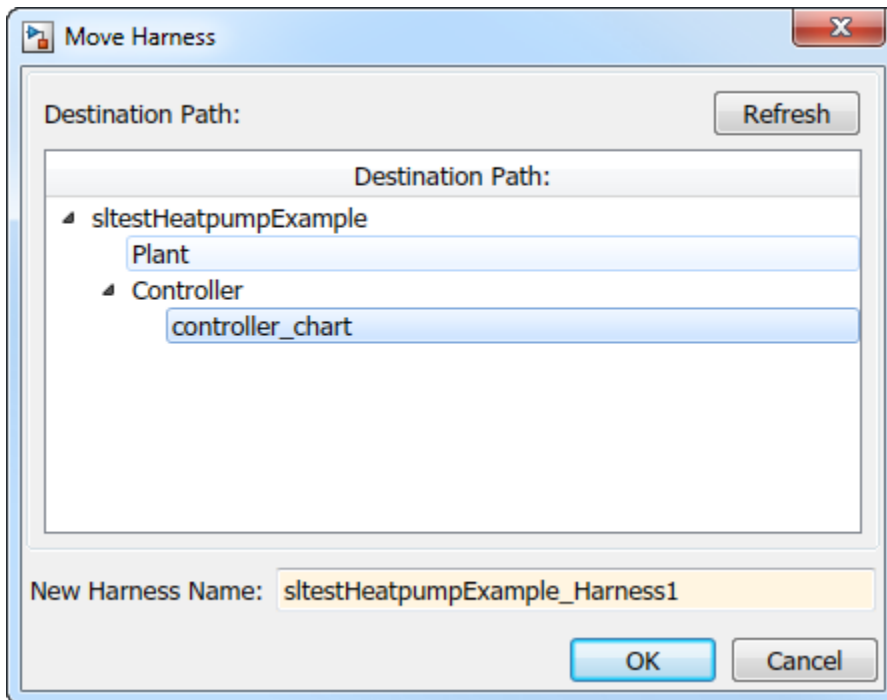 Move Harness
Destination Path:
Refresh
Destination Path:
sltestHeatpumpExample
Plant
Controller
controller_chart
New Harness Name: sltestHeatpumpExample_Harness1
OK Cancel